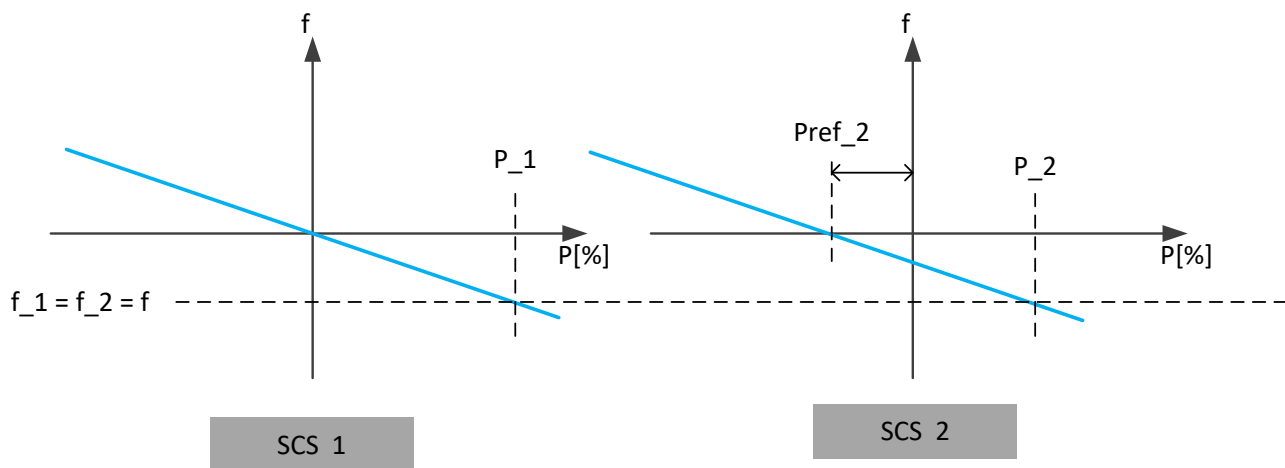 f
f
Pref_2
P_1
P_2
P[%]
P[%]
f_1 = f_2 = f
SCS  1
SCS  2